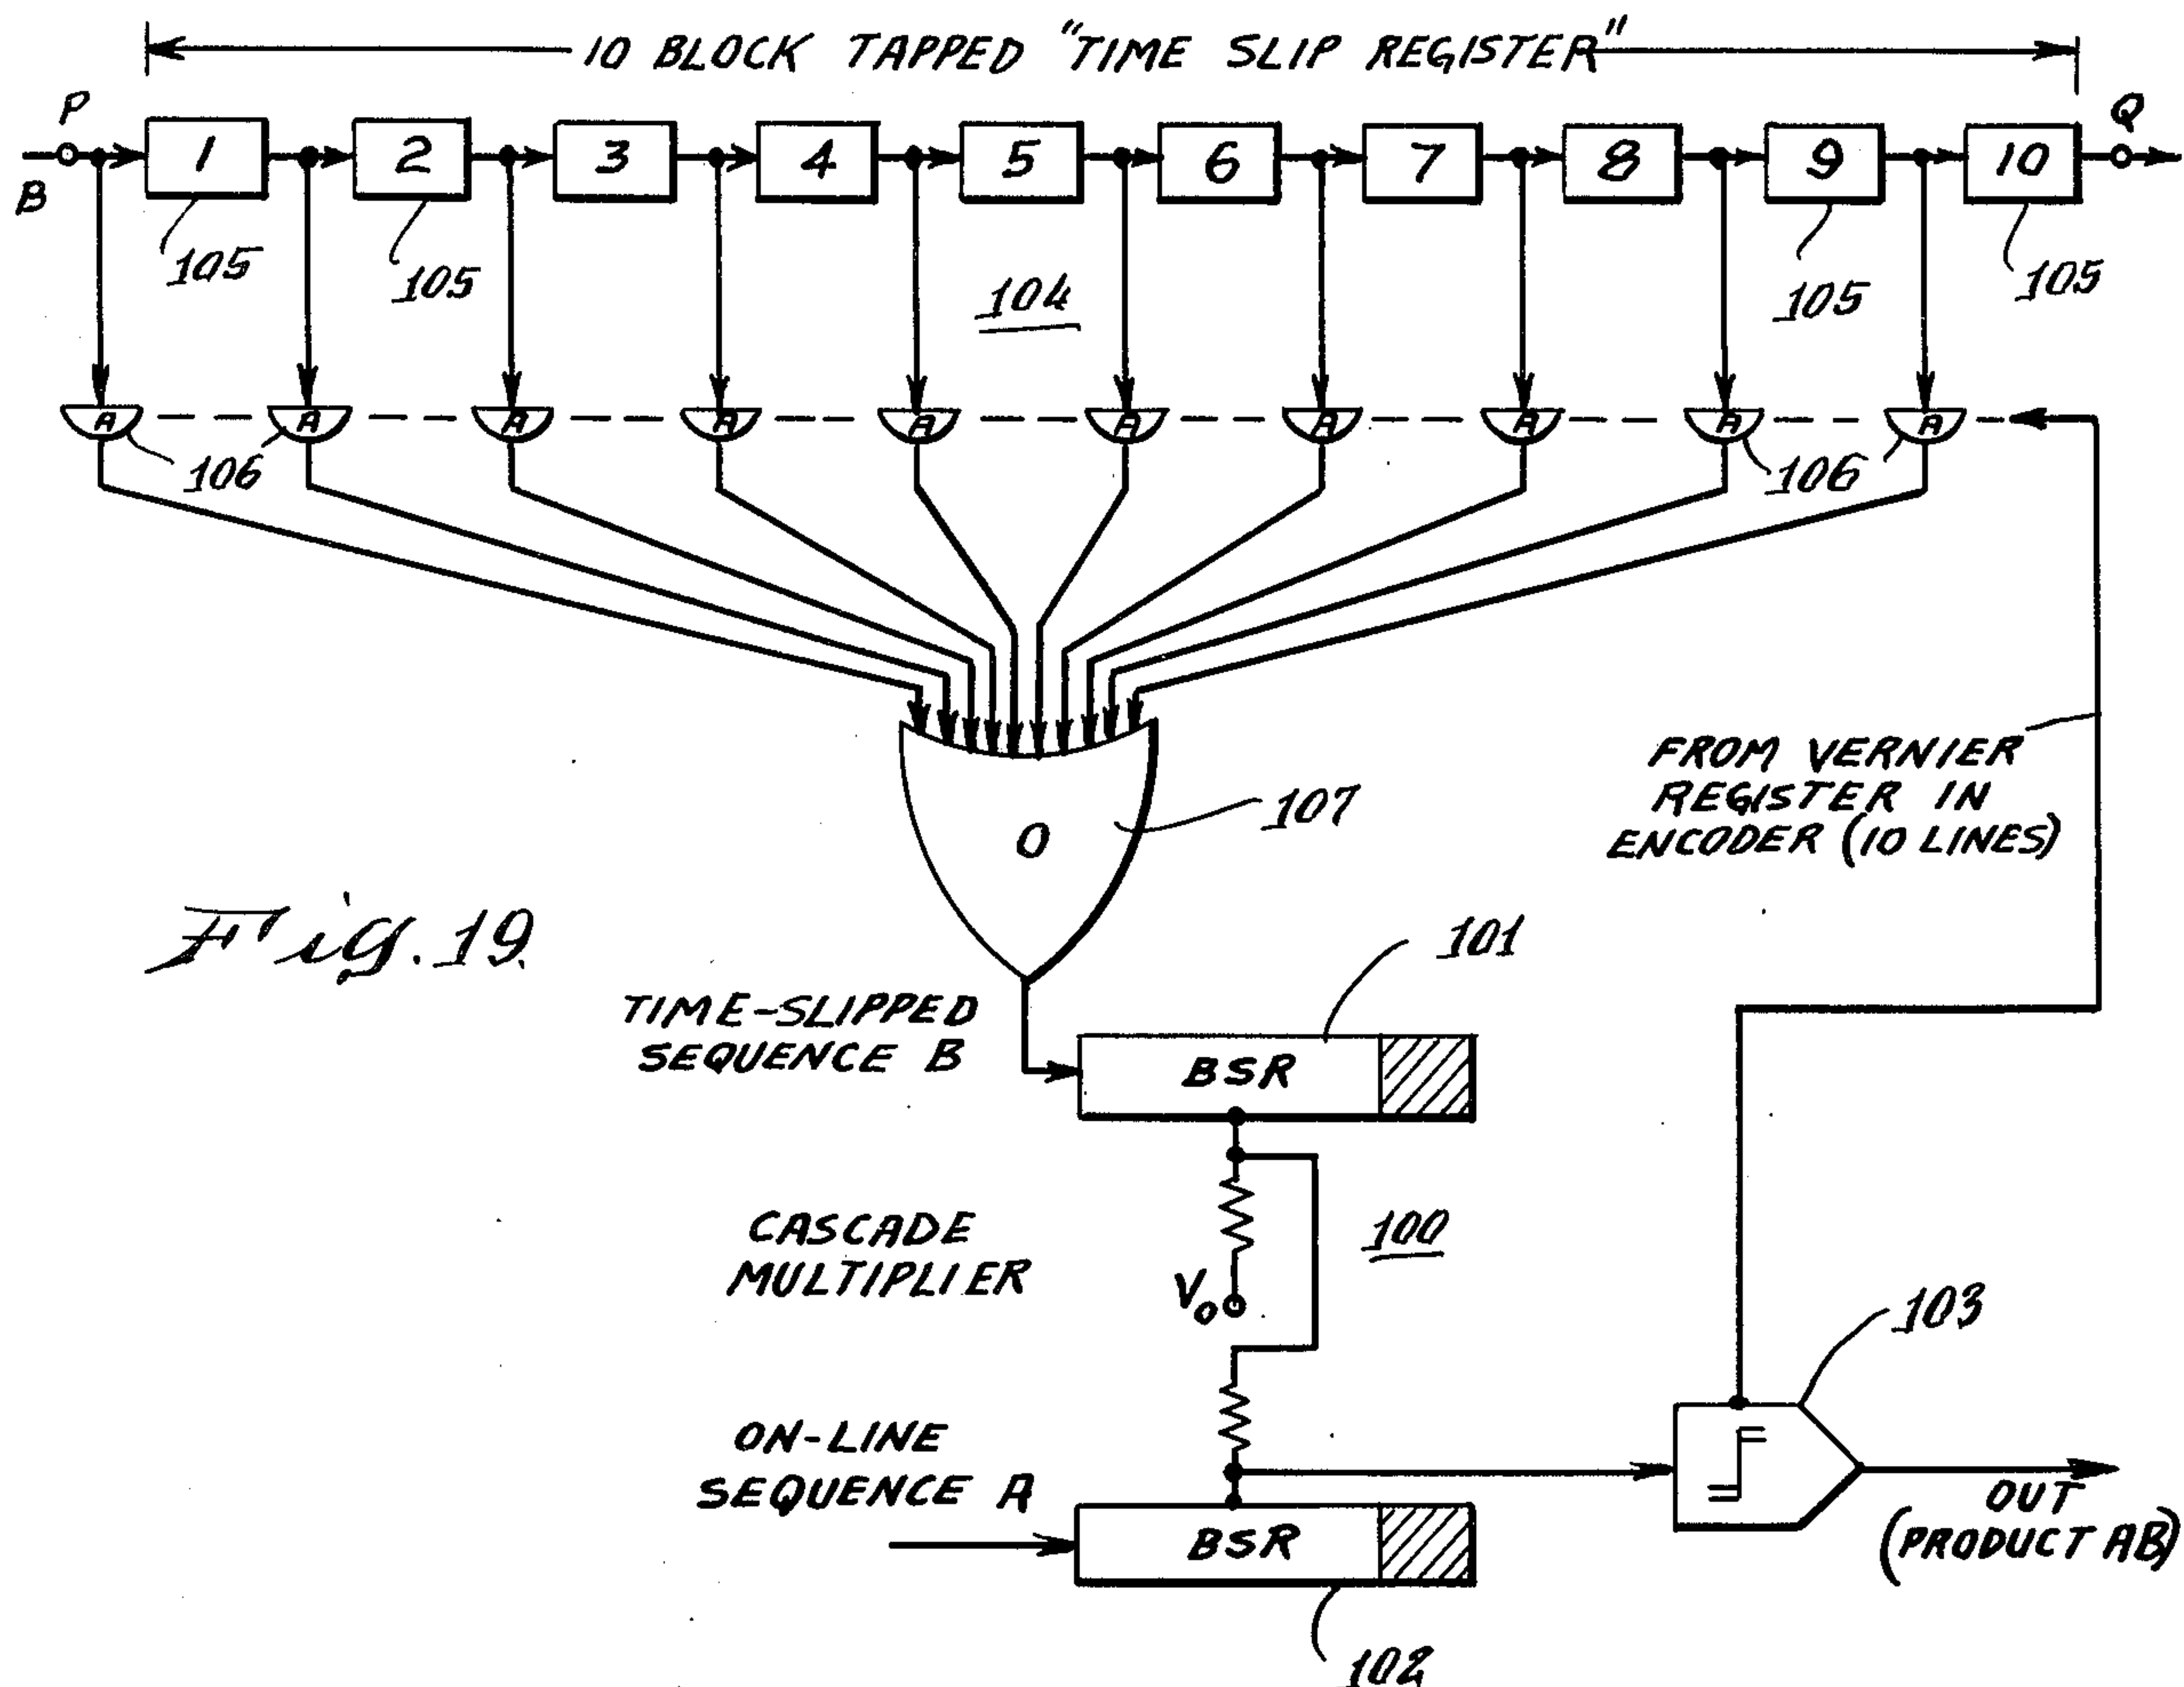 10 BLOCK TAPPED "TIME SLIP REGISTER"
P
B
1
2
3
4
5
6
7
8
9
10
Q
105
105
104
105
105
A
A
A
A
A
A
A
A
A
A
106
106
FROM VERNIER
REGISTER IN
ENCODER (10 LINES)
O
107
Fig. 19.
101
TIME-SLIPPED
SEQUENCE B
BSR
CASCADE
MULTIPLIER
100
Vo
103
ON-LINE
SEQUENCE A
BSR
OUT
(PRODUCT AB)
102